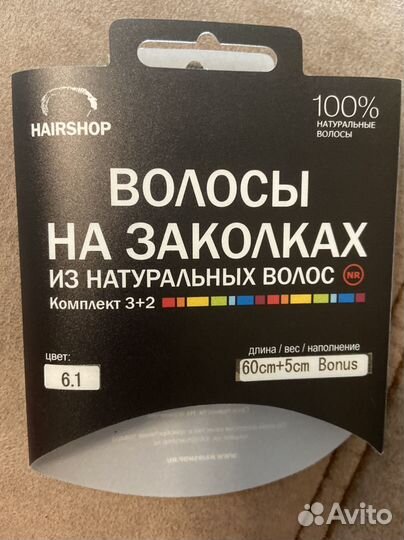 HAIRSHOP
100%
НАТУРАЛЬНЫЕ
ВОЛОСЫ
ВОЛОСЫ
НА ЗАКОЛКАХ
ИЗ НАТУРАЛЬНЫХ ВОЛОС NR
Комплект 3+2
цвет:
6.1
длина / вес / наполнение
60cm+5cm Bonus
Avito